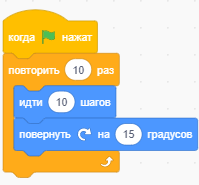 когда нажат
повторить 10 раз
идти 10 шагов
повернуть на 15 градусов